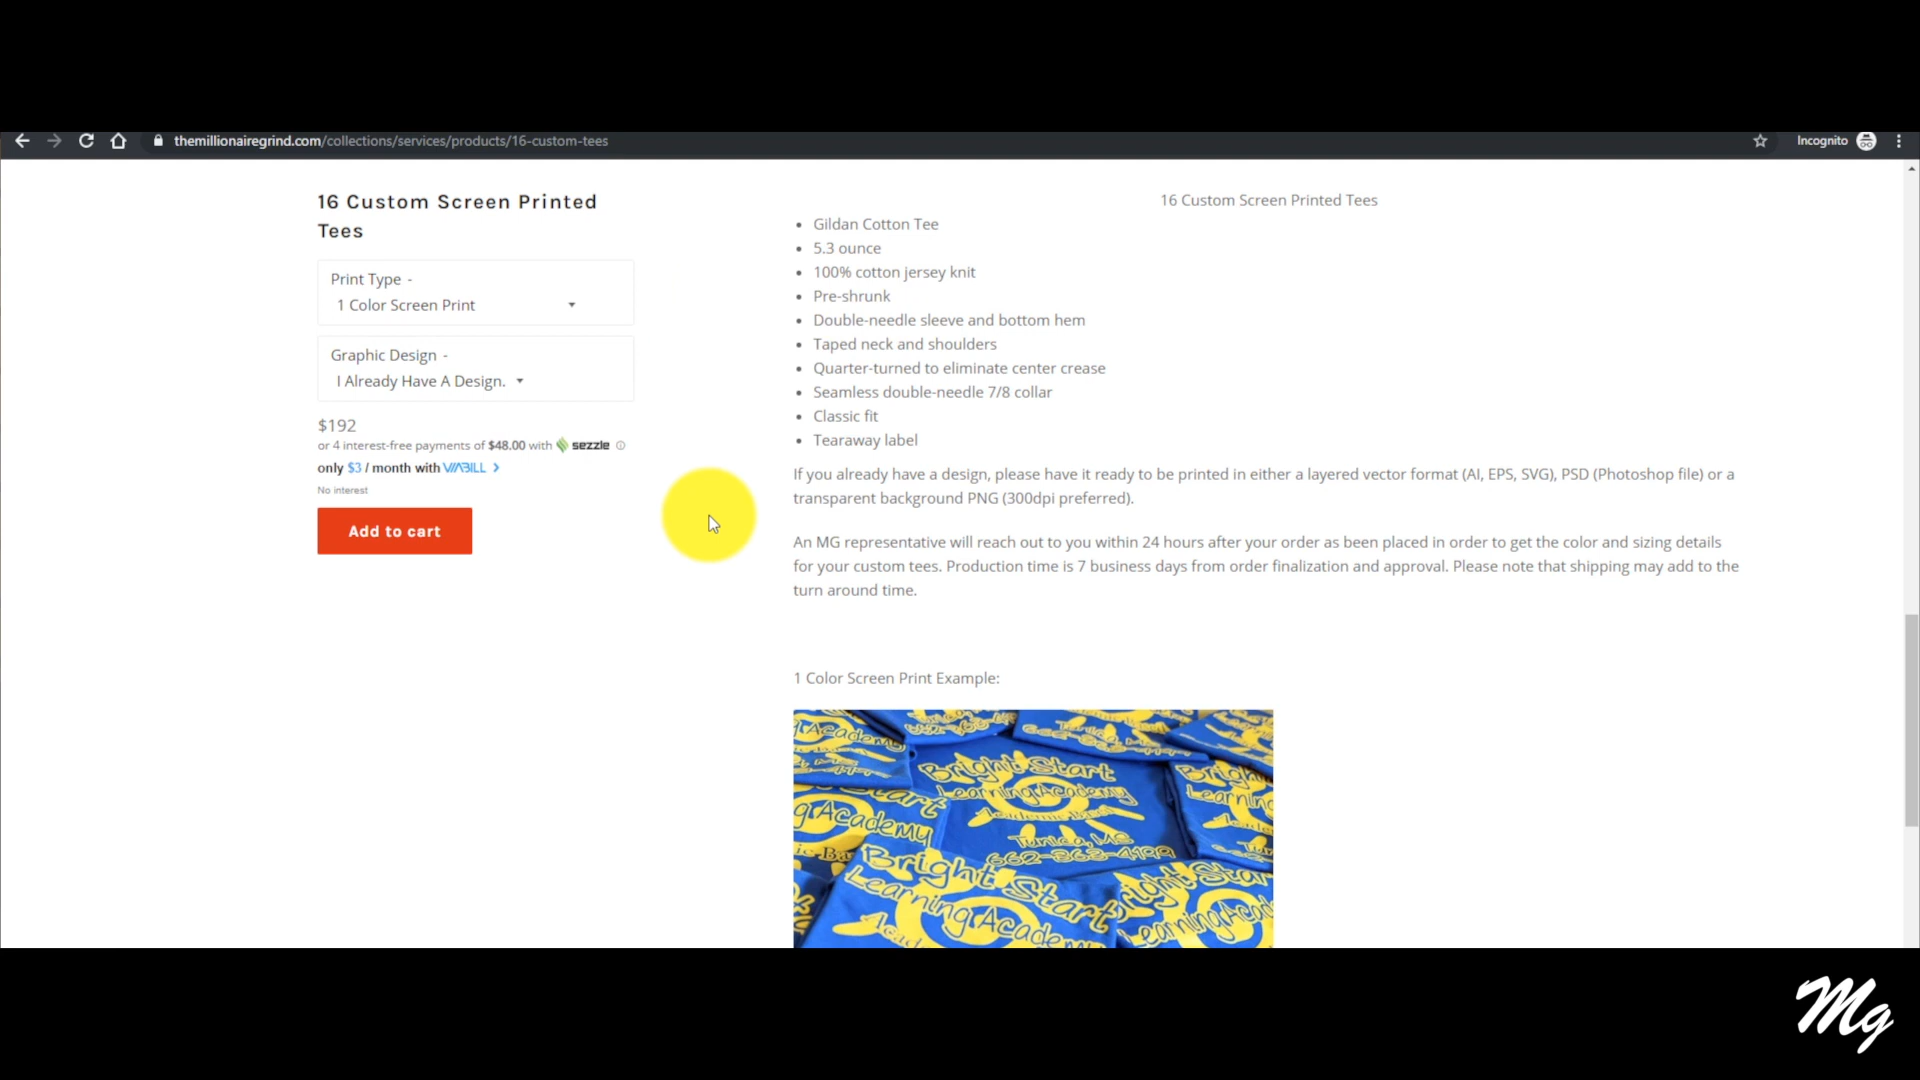 themillionairegrind.com/collections/services/products/16-custom-tees
Incognito
16 Custom Screen Printed
Tees
Print Type -
1 Color Screen Print
Graphic Design -
I Already Have A Design.
$192
or 4 interest-free payments of $48.00 with sezzle
only $3 / month with VIABILL
No interest
Add to cart
16 Custom Screen Printed Tees
Gildan Cotton Tee
5.3 ounce
100% cotton jersey knit
Pre-shrunk
Double-needle sleeve and bottom hem
Taped neck and shoulders
Quarter-turned to eliminate center crease
Seamless double-needle 7/8 collar
Classic fit
Tearaway label
If you already have a design, please have it ready to be printed in either a layered vector format (AI, EPS, SVG), PSD (Photoshop file) or a
transparent background PNG (300dpi preferred).
An MG representative will reach out to you within 24 hours after your order as been placed in order to get the color and sizing details
for your custom tees. Production time is 7 business days from order finalization and approval. Please note that shipping may add to the
turn around time.
1 Color Screen Print Example:
Bright Start
Learning Academy
Tunica, MS
662-363-4199
Bright Start
Learning Academy
Mg